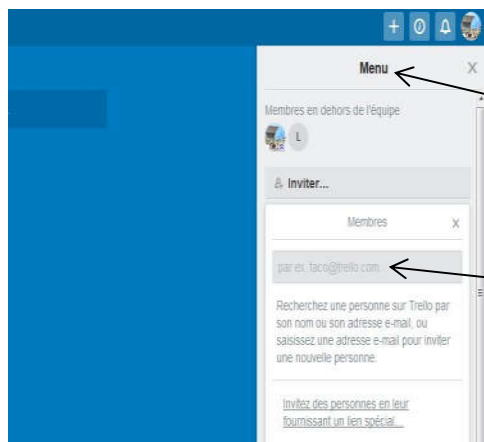 Menu
X
Membres en dehors de l'équipe
L
Inviter...
Membres
X
par ex. taco@trello.com
Recherchez une personne sur Trello par
son nom ou son adresse e-mail, ou
saisissez une adresse e-mail pour inviter
une nouvelle personne.
Invitez des personnes en leur
fournissant un lien spécial...